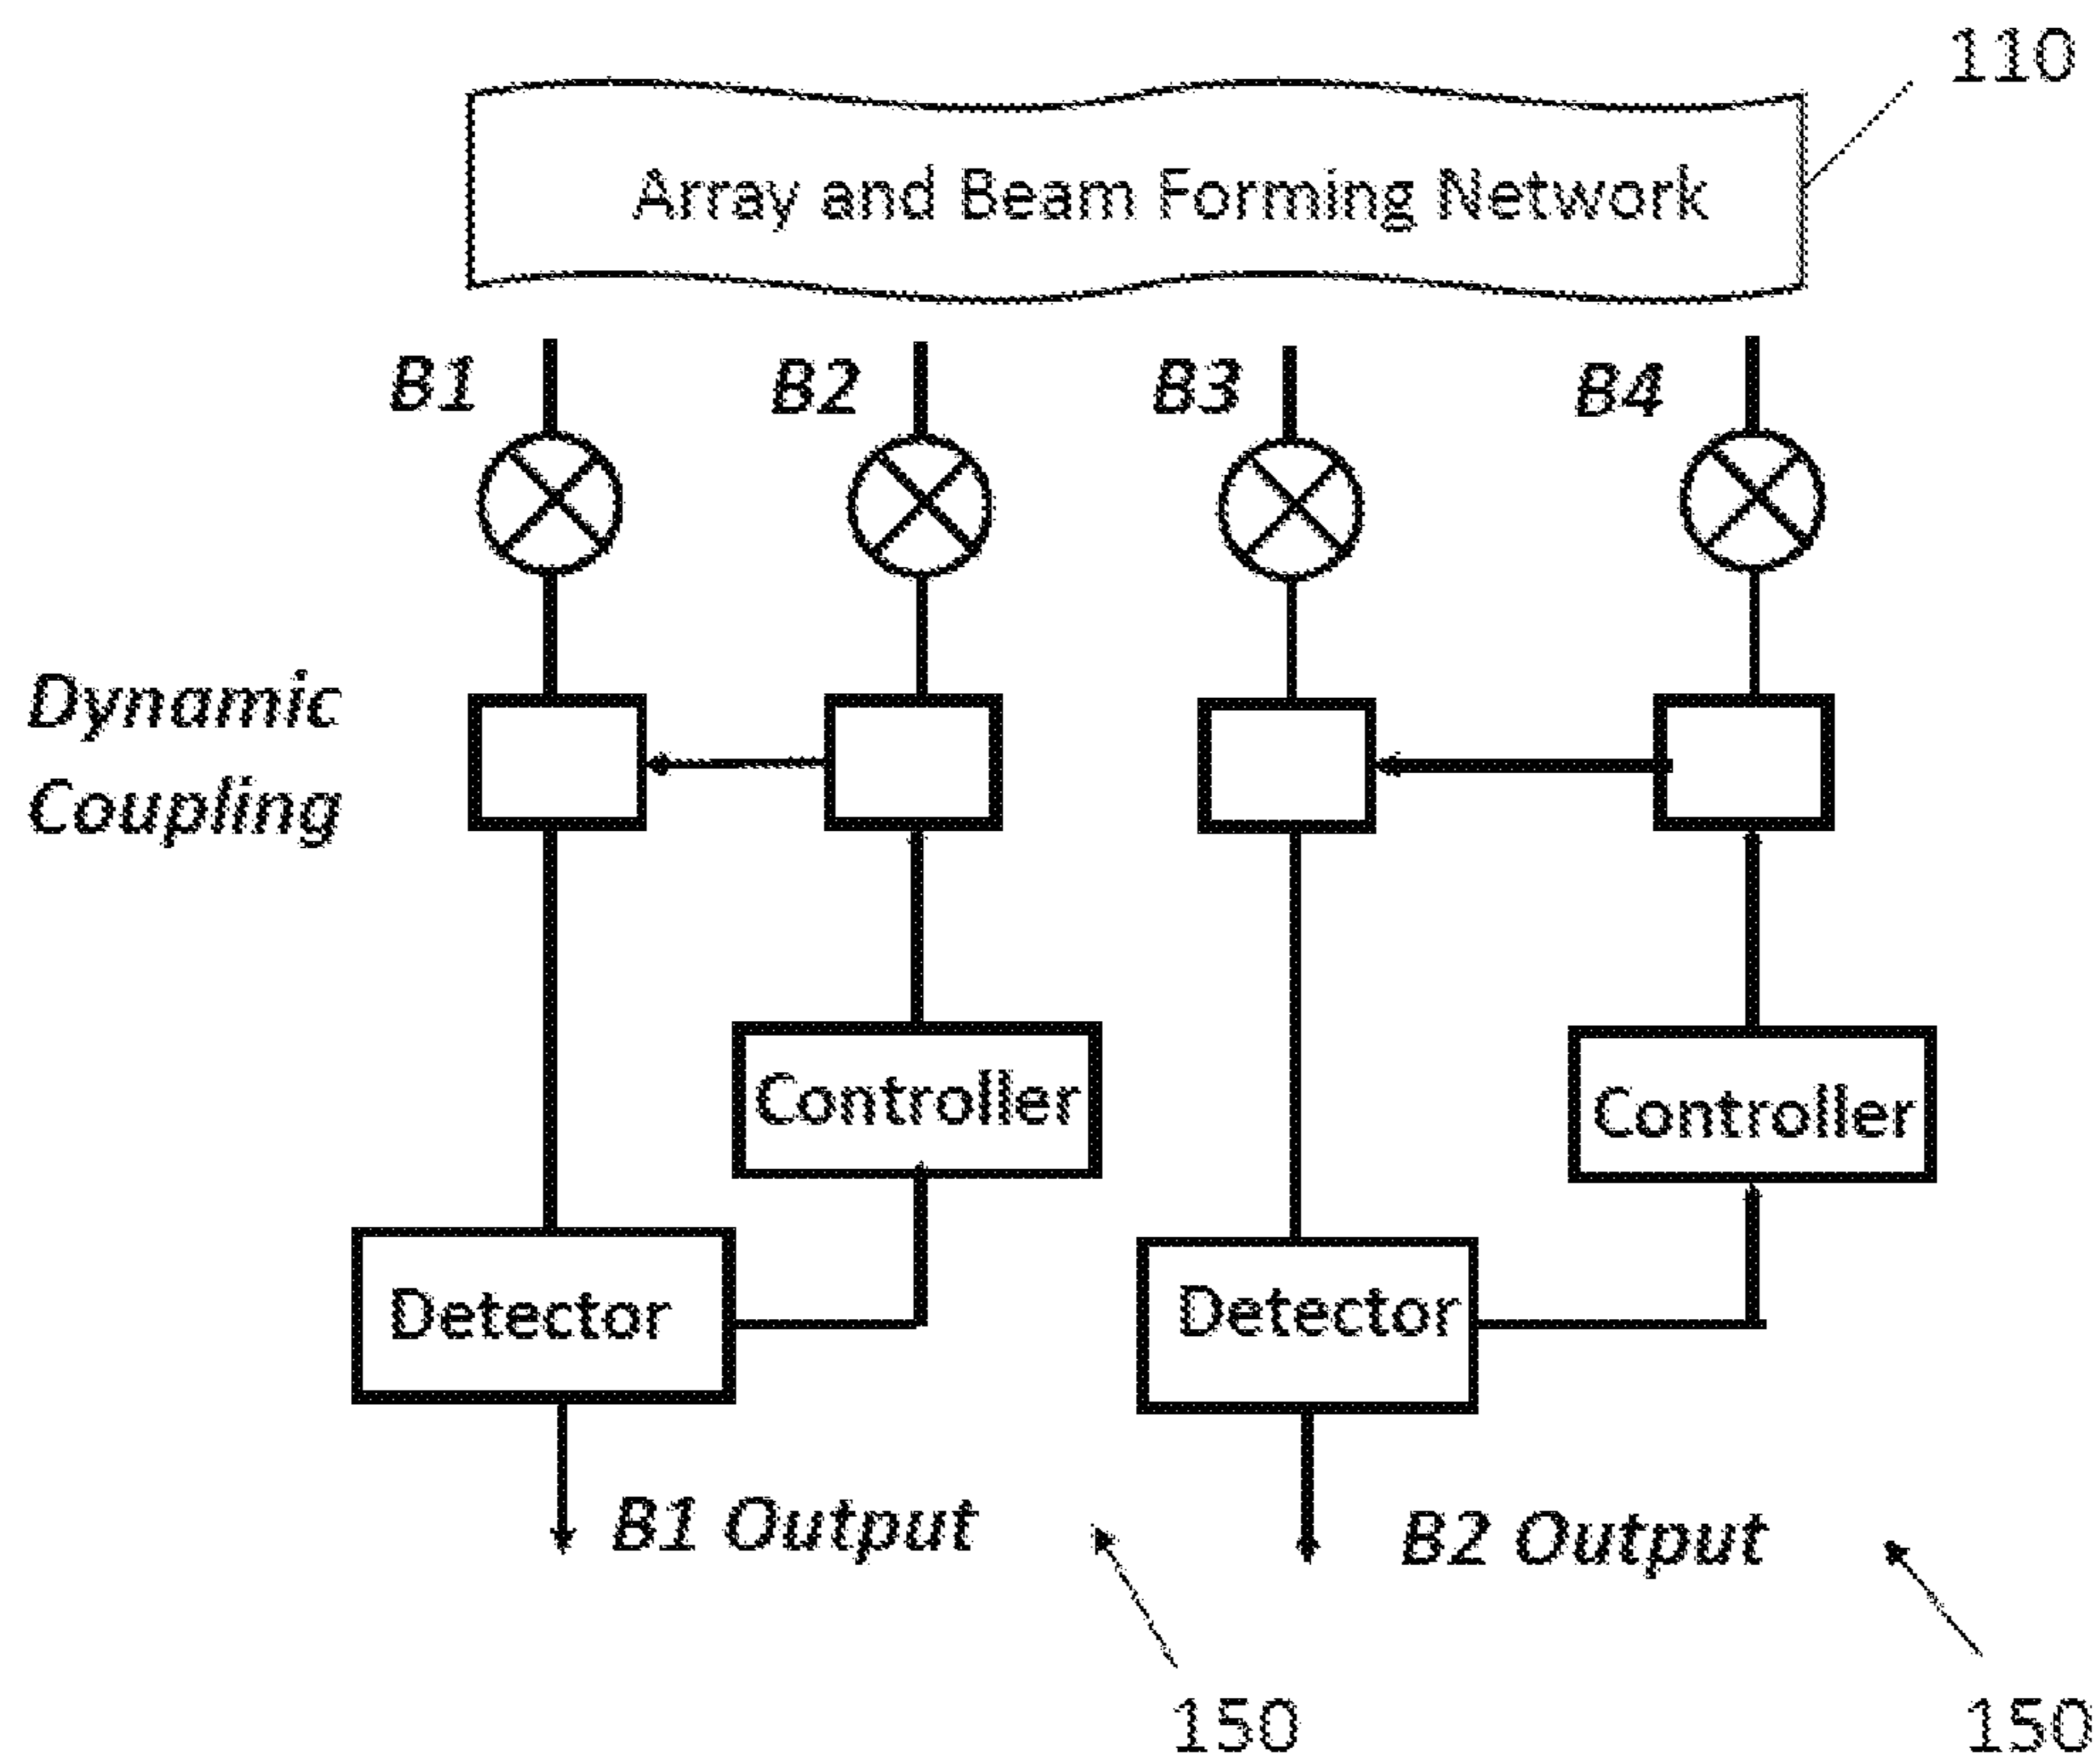 110
Array and Beam Forming Network
B1 B2 B3 B4
Dynamic
Coupling
Controller Controller
Detector Detector
B1 Output B2 Output
150 150